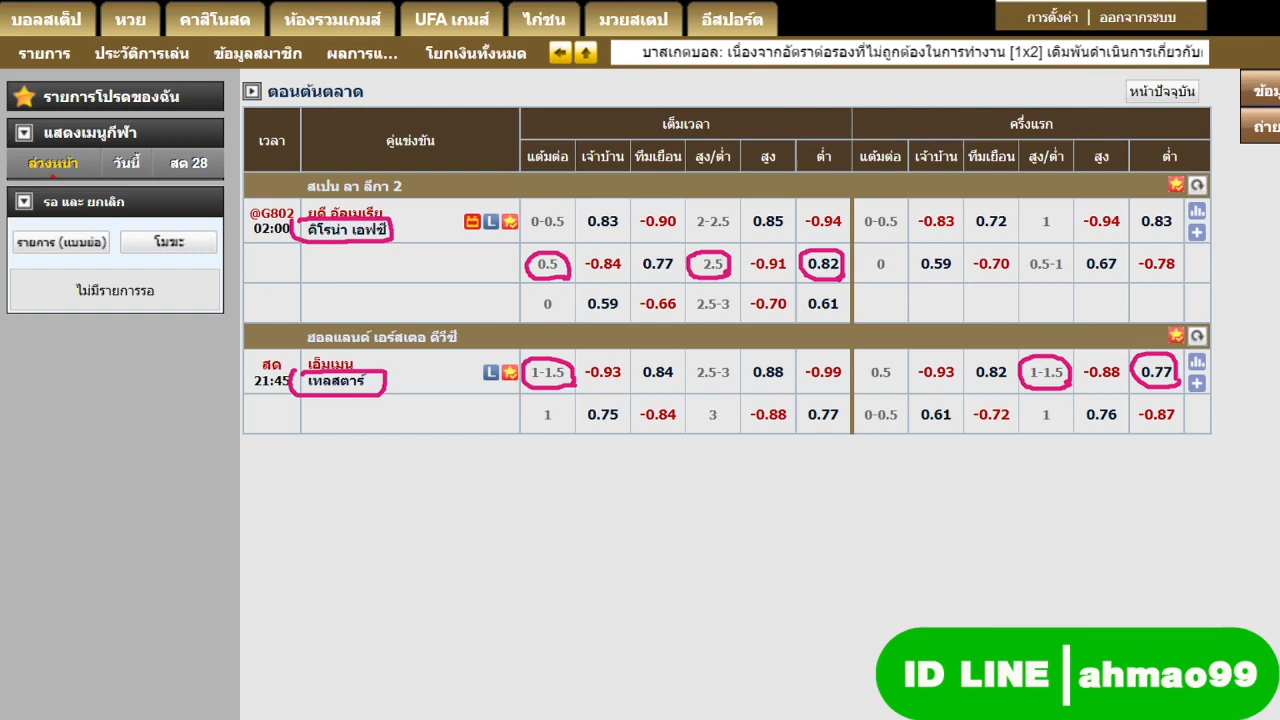 บอลสเต็ป หวย คาสิโนสด ห้องรวมเกมส์ UFA เกมส์ ไก่ชน มวยสเตป อีสปอร์ต การตั้งค่า | ออกจากระบบ
รายการ ประวัติการเล่น ข้อมูลสมาชิก ผลการแ... โยกเงินทั้งหมด บาสเกตบอล: เนื่องจากอัตราต่อรองที่ไม่ถูกต้องในการทำงาน [1x2] เดิมพันดำเนินการเกี่ยวกับ
รายการโปรดของฉัน
แสดงเมนูกีฬา
ล่วงหน้า วันนี้ สด 28
รอ และ ยกเลิก
รายการ (แบบย่อ) โมฆะ
ไม่มีรายการรอ
ตอนต้นตลาด หน้าปัจจุบัน
ข้อมู
ถ่าย
เวลา คู่แข่งขัน เต็มเวลา ครึ่งแรก
แต้มต่อ เจ้าบ้าน ทีมเยือน สูง/ต่ำ สูง ต่ำ แต้มต่อ เจ้าบ้าน ทีมเยือน สูง/ต่ำ สูง ต่ำ
สเปน ลา ลีกา 2
@G802 ยูดี อัลเมเรีย
02:00 คิโรน่า เอฟซี L 0-0.5 0.83 -0.90 2-2.5 0.85 -0.94 0-0.5 -0.83 0.72 1 -0.94 0.83
0.5 -0.84 0.77 2.5 -0.91 0.82 0 0.59 -0.70 0.5-1 0.67 -0.78
0 0.59 -0.66 2.5-3 -0.70 0.61
ฮอลแลนด์ เอร์สเตอ ดีวีซี่
สด เอ็มเมน
21:45 เทลสตาร์ L 1-1.5 -0.93 0.84 2.5-3 0.88 -0.99 0.5 -0.93 0.82 1-1.5 -0.88 0.77
1 0.75 -0.84 3 -0.88 0.77 0-0.5 0.61 -0.72 1 0.76 -0.87
ID LINE | ahmao99